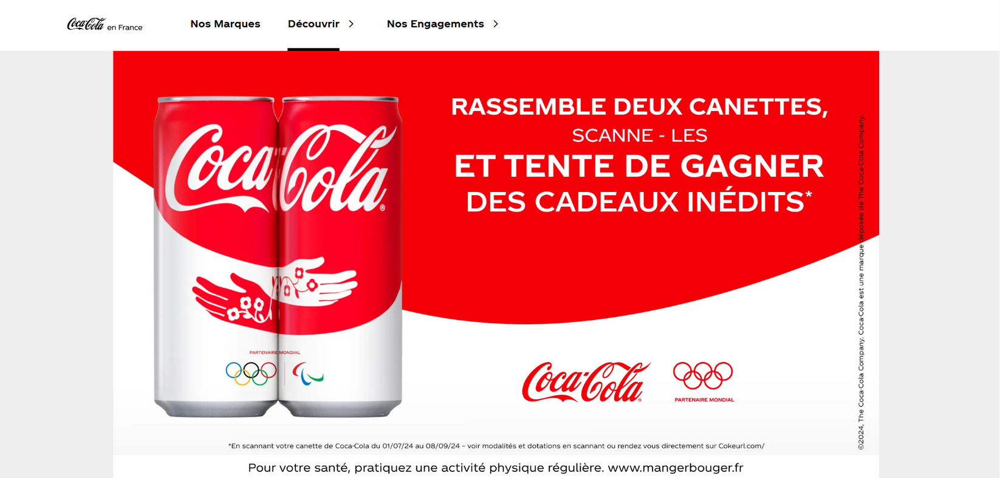 Coca-Cola en France
Nos Marques
Découvrir
Nos Engagements
RASSEMBLE DEUX CANETTES,
SCANNE - LES
ET TENTE DE GAGNER
DES CADEAUX INÉDITS*
Coca-Cola®
PARTENAIRE MONDIAL
Coca-Cola®
PARTENAIRE MONDIAL
©2024, The Coca-Cola Company. Coca-Cola est une marque déposée de The Coca-Cola Company.
*En scannant votre canette de Coca-Cola du 01/07/24 au 08/09/24 - voir modalités et dotations en scannant ou rendez vous directement sur Cokeurl.com/
Pour votre santé, pratiquez une activité physique régulière. www.mangerbouger.fr